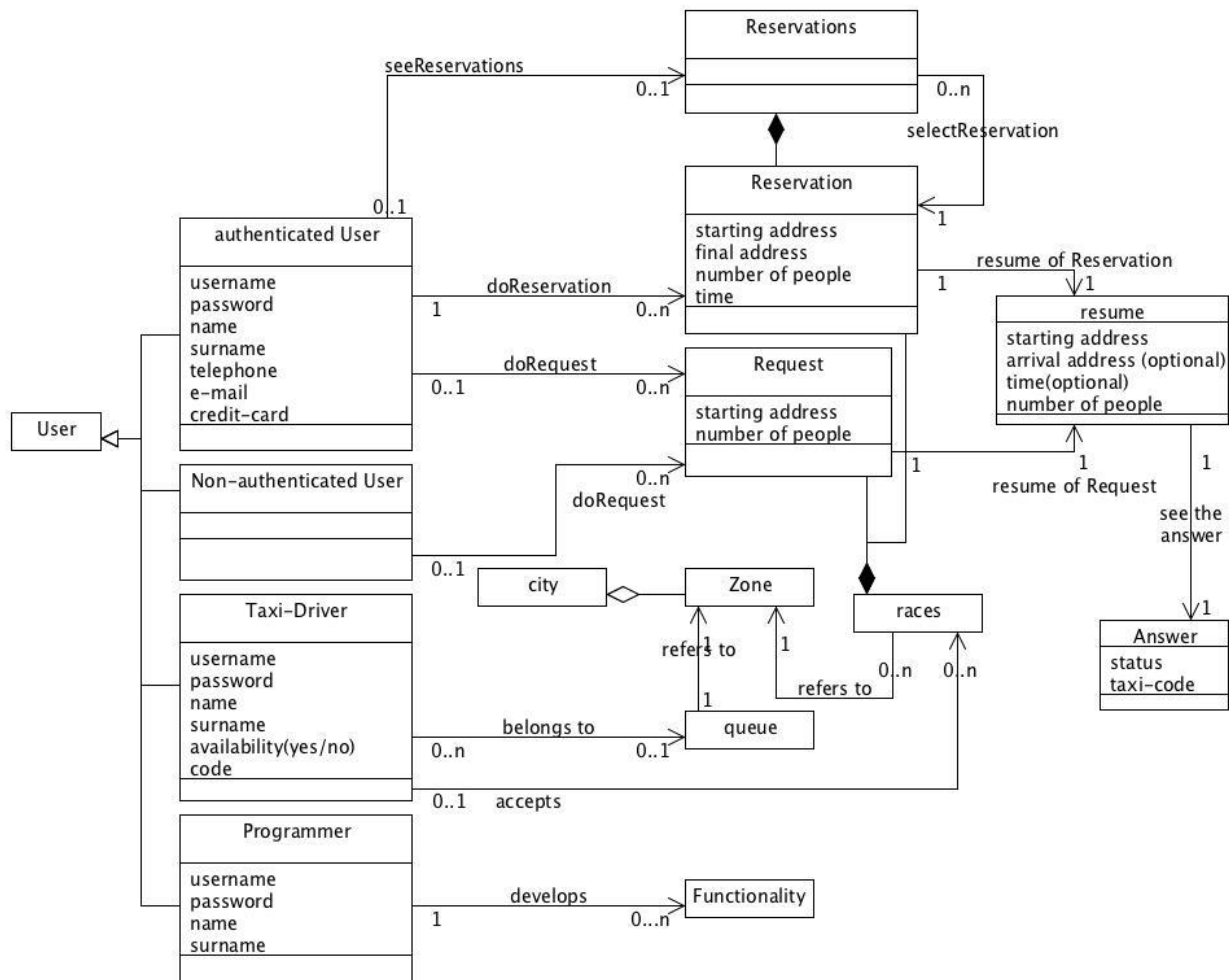 Reservations
seeReservations
0..1
0..n
selectReservation
Reservation
0..1
1
authenticated User
starting address
final address
number of people
time
resume of Reservation
username
password
name
surname
telephone
e-mail
credit-card
doReservation
1
0..n
1
1
resume
starting address
arrival address (optional)
time(optional)
number of people
doRequest
0..1
0..n
Request
starting address
number of people
User
Non-authenticated User
0..n
doRequest
0..1
1
1
resume of Request
1
see the
answer
1
city
Zone
races
Taxi-Driver
username
password
name
surname
availability(yes/no)
code
1
refers to
1
1
refers to
0..n
0..n
Answer
status
taxi-code
belongs to
0..n
0..1
queue
0..1
accepts
Programmer
username
password
name
surname
develops
1
0...n
Functionality